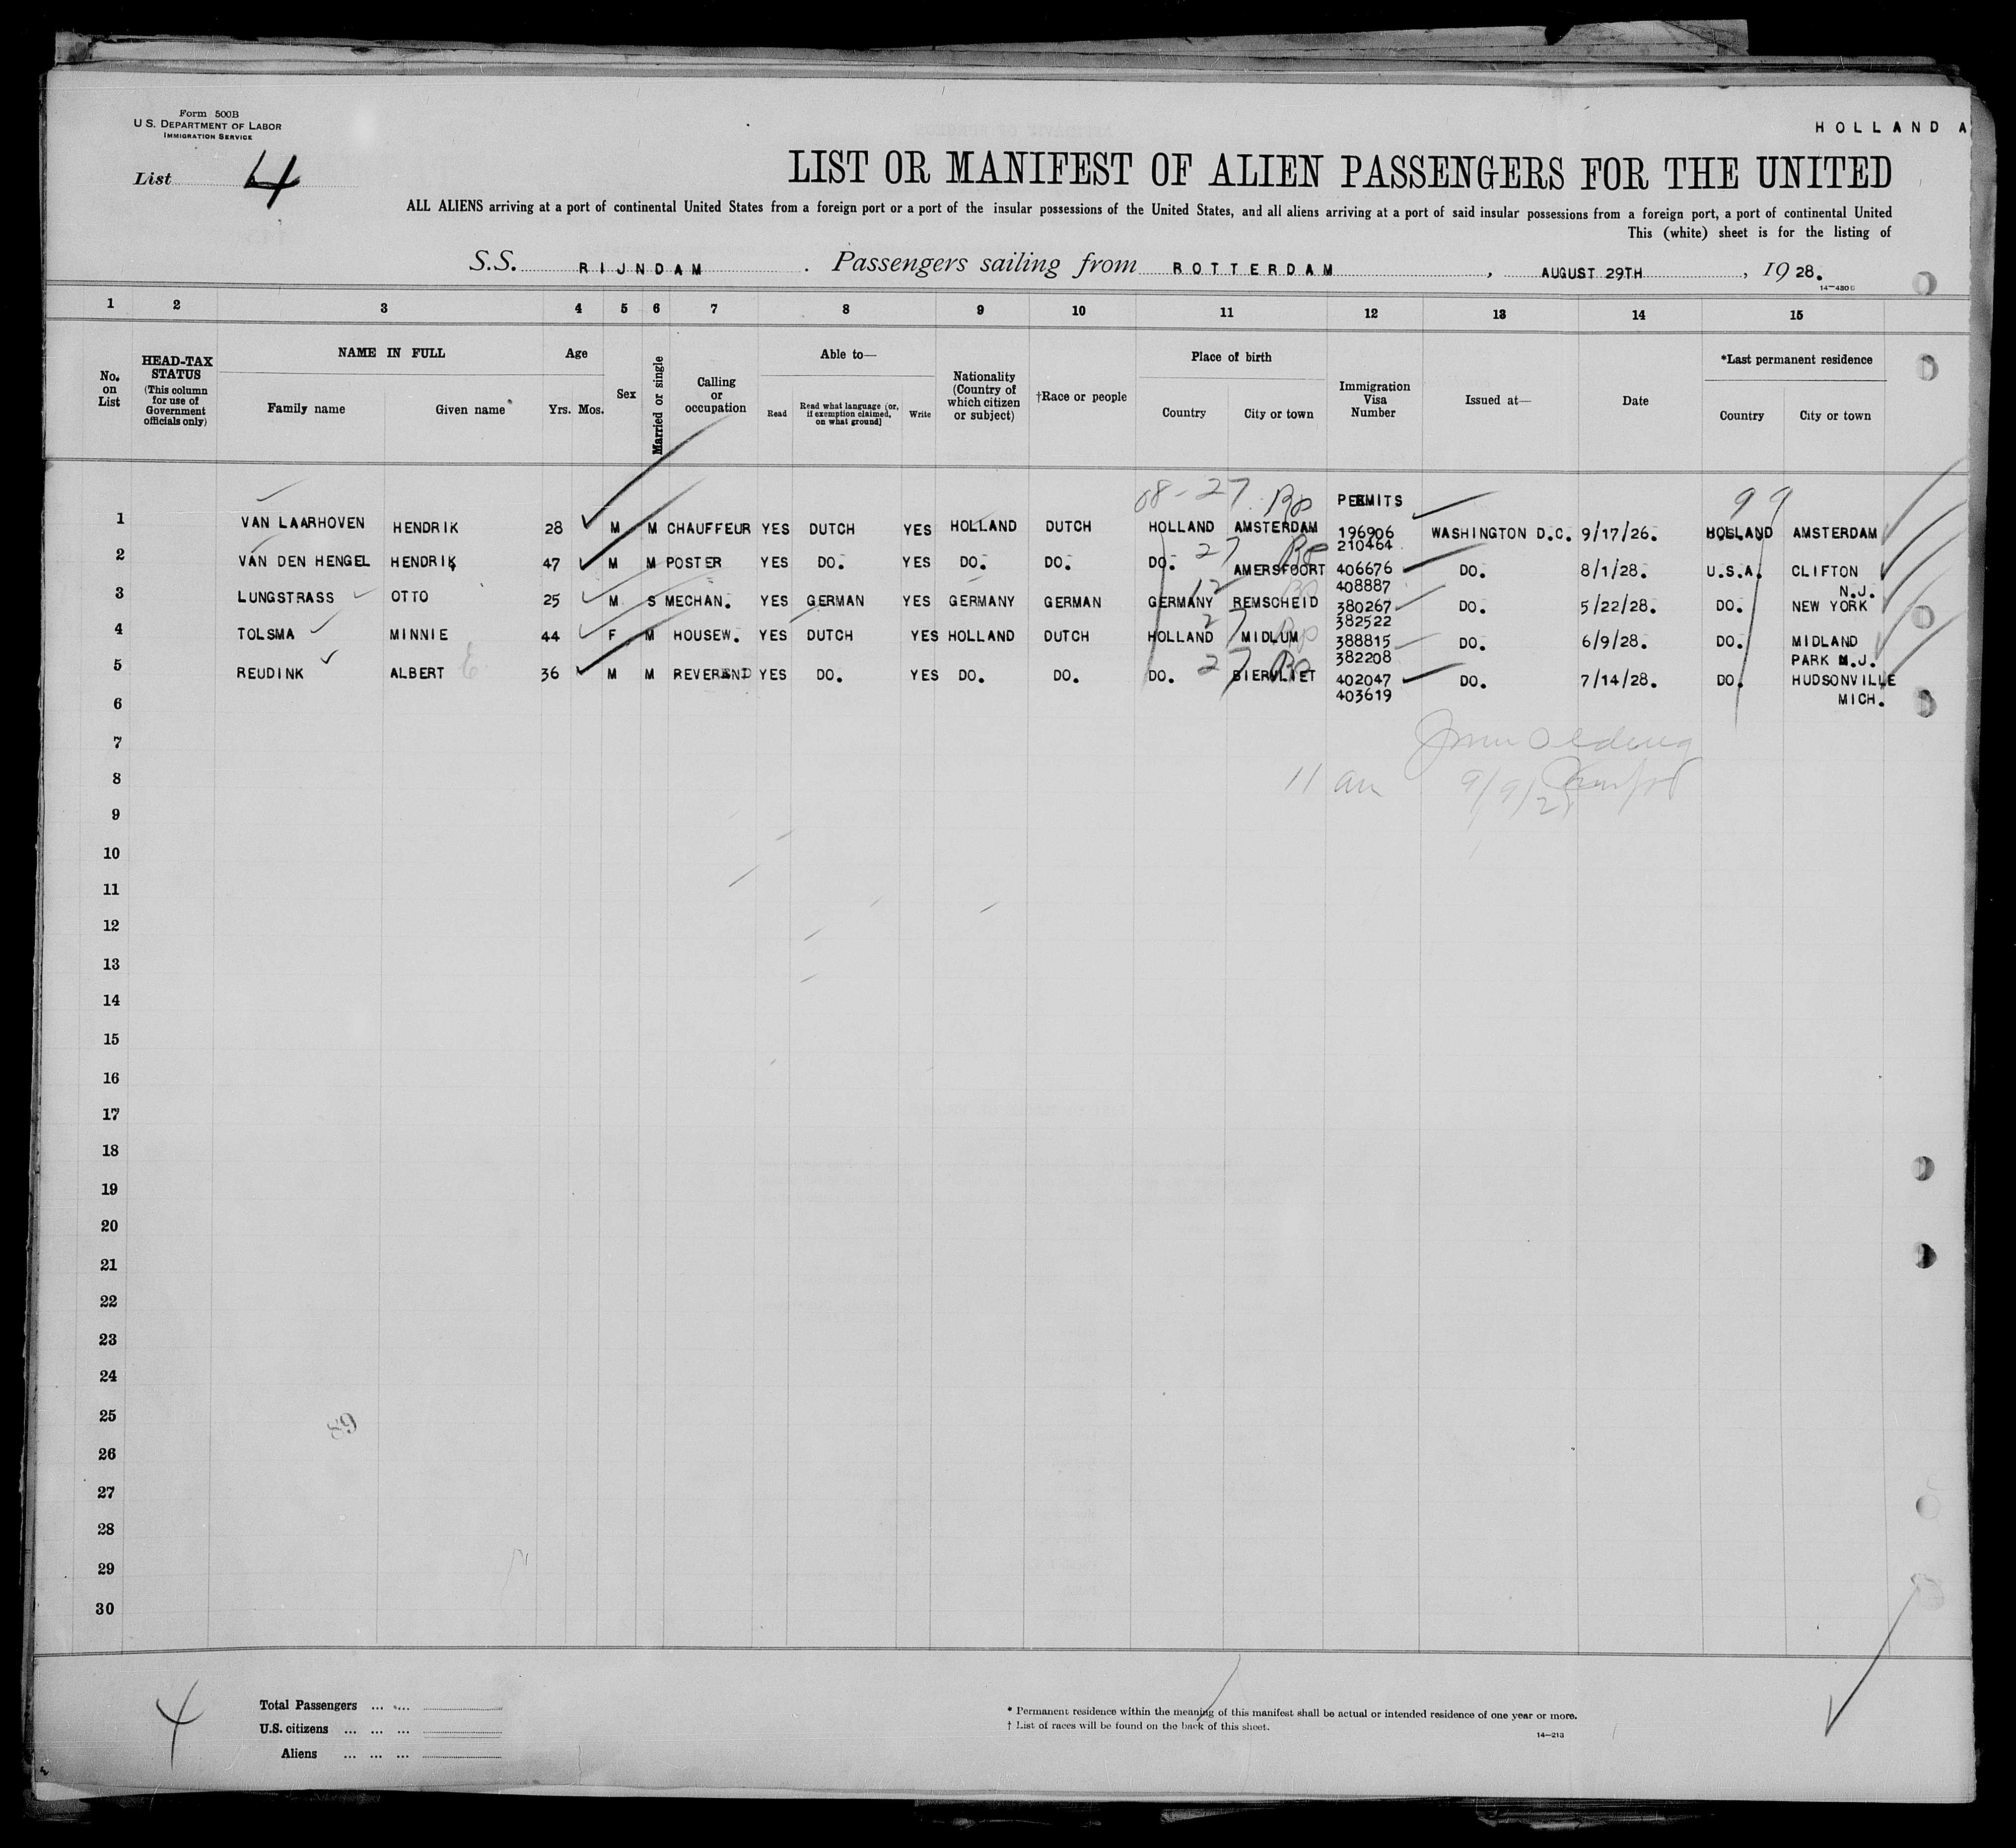 Form 500B
U.S. DEPARTMENT OF LABOR
IMMIGRATION SERVICE
HOLLAND A
List 4
LIST OR MANIFEST OF ALIEN PASSENGERS FOR THE UNITED
ALL ALIENS arriving at a port of continental United States from a foreign port or a port of the insular possessions of the United States, and all aliens arriving at a port of said insular possessions from a foreign port, a port of continental United
This (white) sheet is for the listing of
S.S. RIJNDAM. Passengers sailing from ROTTERDAM, AUGUST 29TH, 19 28.
1 2 3 4 5 6 7 8 9 10 11 12 13 14 15
No. on List
HEAD-TAX STATUS (This column for use of Government officials only)
NAME IN FULL
Family name Given name
Age
Yrs. Mos.
Sex
Married or single
Calling or occupation
Able to—
Read Read what language (or, if exemption claimed, on what ground) Write
Nationality (Country of which citizen or subject)
†Race or people
Place of birth
Country City or town
Immigration Visa Number
Issued at—
Date
*Last permanent residence
Country City or town
08-27 PERMITS 99
1 VAN LAARHOVEN HENDRIK 28 M M CHAUFFEUR YES DUTCH YES HOLLAND DUTCH HOLLAND AMSTERDAM 196906 WASHINGTON D.C. 9/17/26. HOLLAND AMSTERDAM
210464
2 VAN DEN HENGEL HENDRIK 47 M M POSTER YES DO. YES DO. DO. DO. 27 AMERSFOORT 406676 DO. 8/1/28. U.S.A. CLIFTON
408887 N.J.
3 LUNGSTRASS OTTO 25 M S MECHAN. YES GERMAN YES GERMANY GERMAN GERMANY 12 REMSCHEID 380267 DO. 5/22/28. DO. NEW YORK
382522
4 TOLSMA MINNIE 44 F M HOUSEW. YES DUTCH YES HOLLAND DUTCH HOLLAND 27 MIDLUM 388815 DO. 6/9/28. DO. MIDLAND
382208 PARK N.J.
5 REUDINK ALBERT E 36 M M REVEREND YES DO. YES DO. DO. DO. 27 BIERVLIET 402047 DO. 7/14/28. DO. HUDSONVILLE
403619 MICH.
6
7
8 11 am
9
10
11
12
13
14
15
16
17
18
19
20
21
22
23
24
25
26
27
28
29
30
89
4
Total Passengers
U.S. citizens
Aliens
* Permanent residence within the meaning of this manifest shall be actual or intended residence of one year or more.
† List of races will be found on the back of this sheet.
14—213